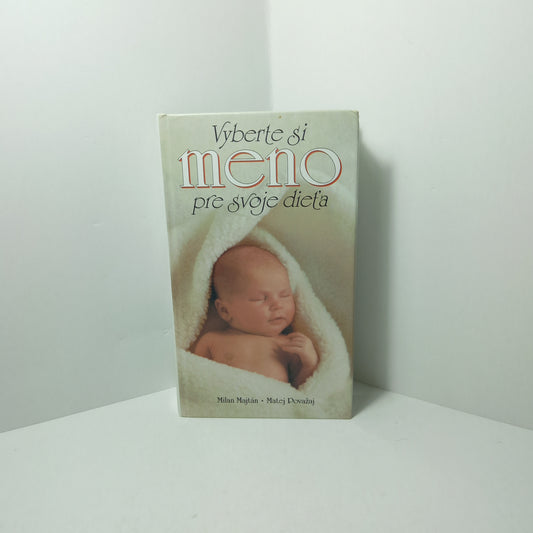 Vyberte si
meno
pre svoje dieťa
Milan Majtán • Matej Považaj